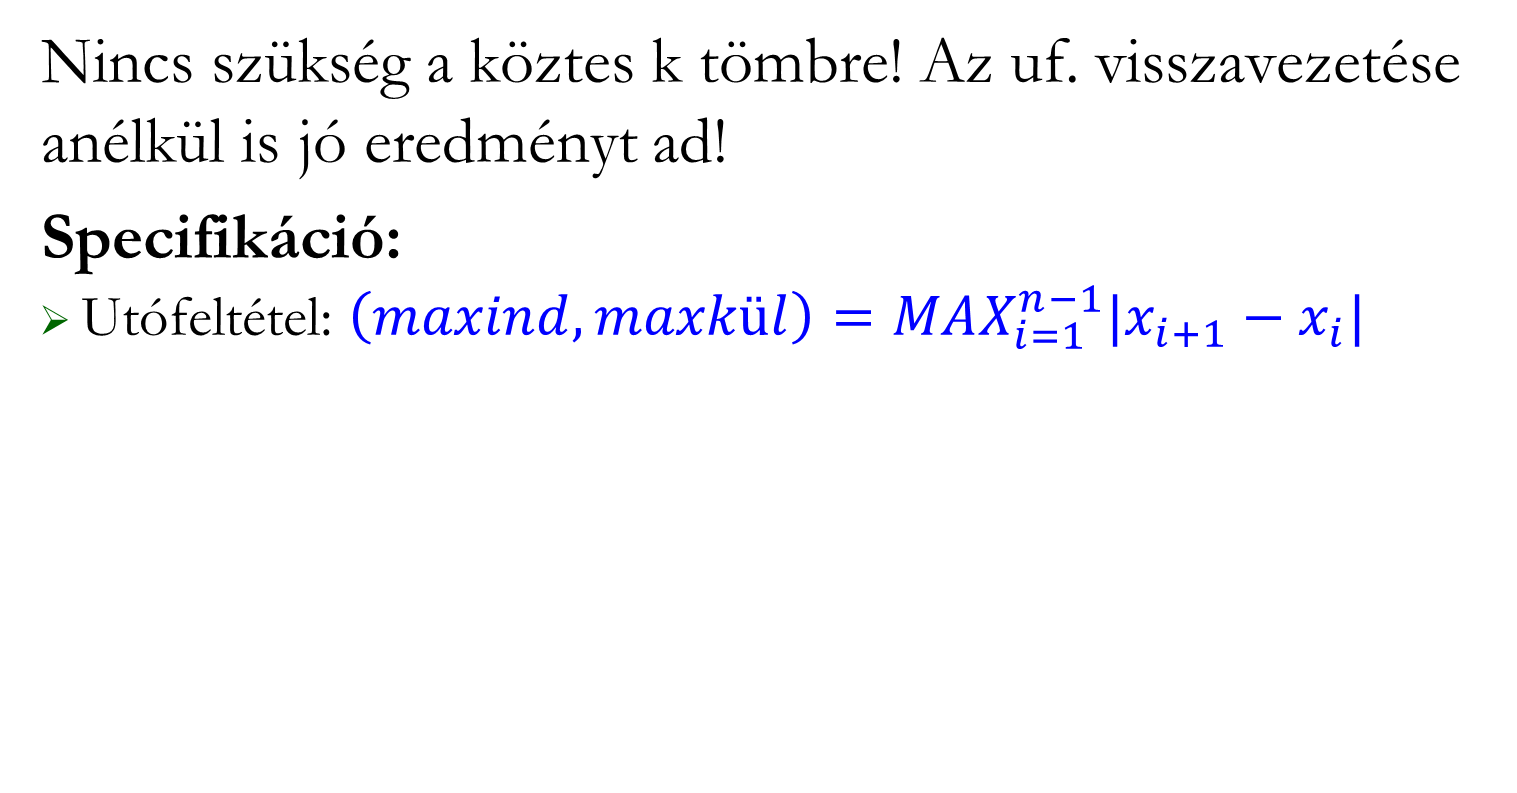 Nincs szükség a köztes k tömbre! Az uf. visszavezetése
anélkül is jó eredményt ad!
Specifikáció:
➢ Utófeltétel: (maxind, maxkül) = MAX_{i=1}^{n−1}|x_{i+1} − x_i|